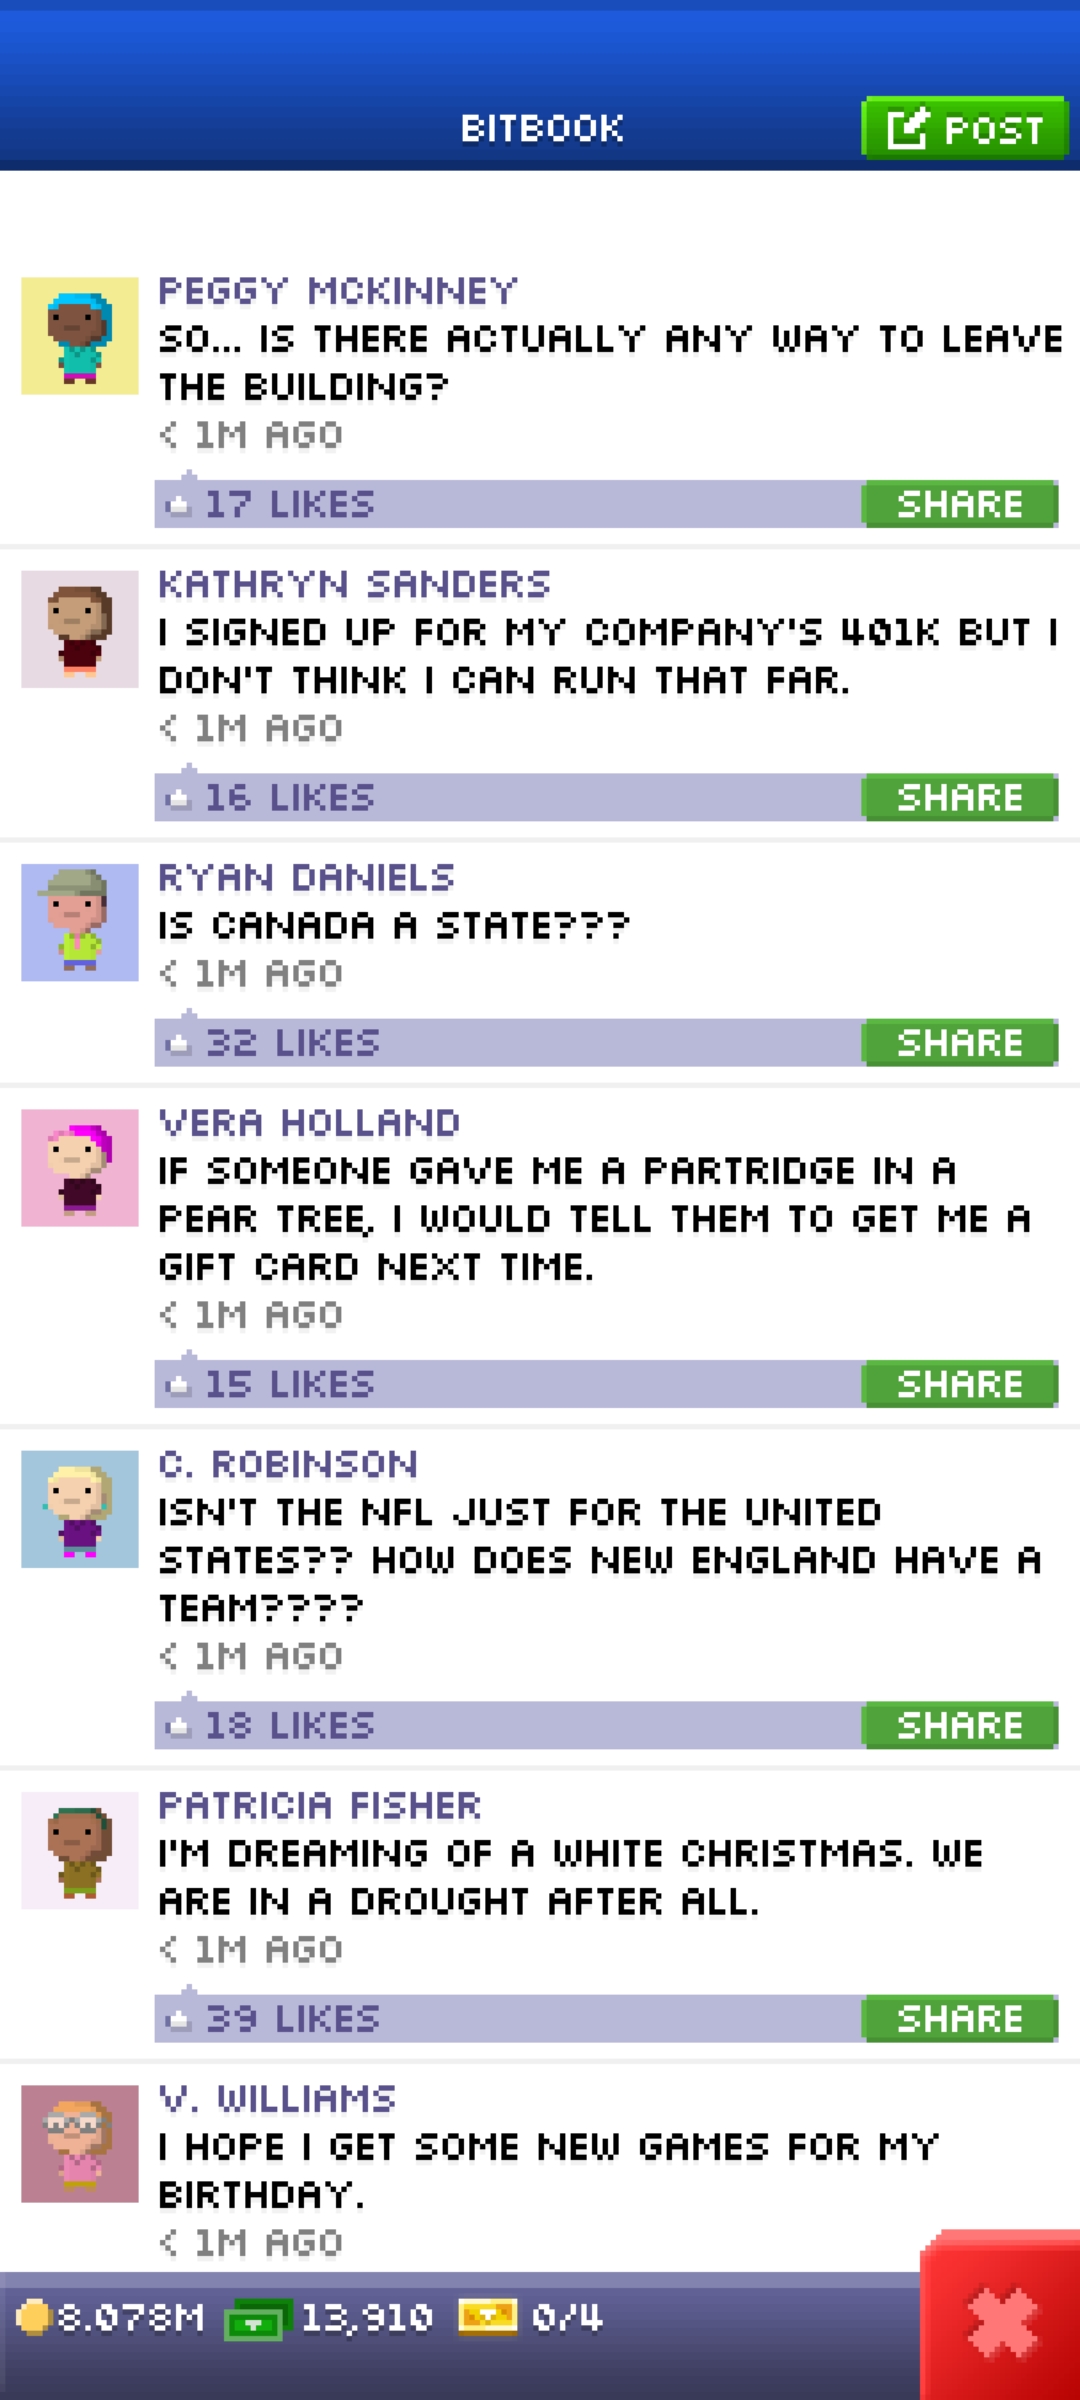 BITBOOK
POST
PEGGY MCKINNEY
SO... IS THERE ACTUALLY ANY WAY TO LEAVE
THE BUILDING?
< 1M AGO
17 LIKES
SHARE
KATHRYN SANDERS
I SIGNED UP FOR MY COMPANY'S 401K BUT I
DON'T THINK I CAN RUN THAT FAR.
< 1M AGO
16 LIKES
SHARE
RYAN DANIELS
IS CANADA A STATE???
< 1M AGO
32 LIKES
SHARE
VERA HOLLAND
IF SOMEONE GAVE ME A PARTRIDGE IN A
PEAR TREE, I WOULD TELL THEM TO GET ME A
GIFT CARD NEXT TIME.
< 1M AGO
15 LIKES
SHARE
C. ROBINSON
ISN'T THE NFL JUST FOR THE UNITED
STATES?? HOW DOES NEW ENGLAND HAVE A
TEAM????
< 1M AGO
18 LIKES
SHARE
PATRICIA FISHER
I'M DREAMING OF A WHITE CHRISTMAS. WE
ARE IN A DROUGHT AFTER ALL.
< 1M AGO
39 LIKES
SHARE
V. WILLIAMS
I HOPE I GET SOME NEW GAMES FOR MY
BIRTHDAY.
< 1M AGO
8.078M 13,910 0/4